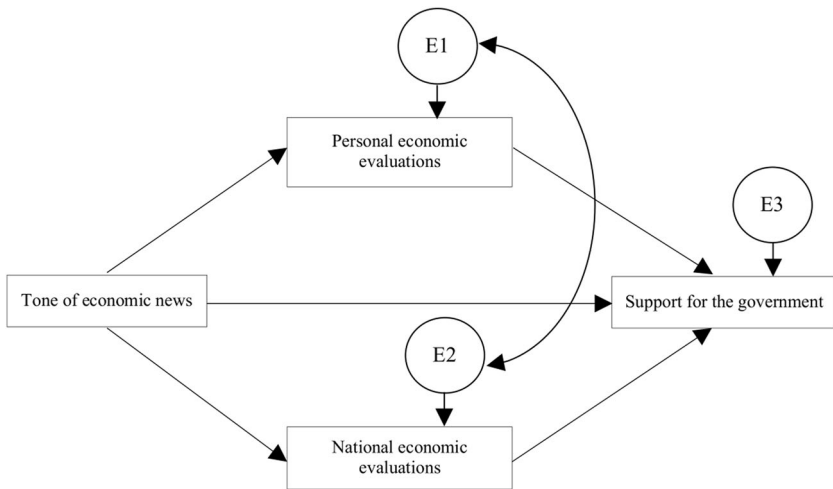 E1
Personal economic
evaluations
E3
Tone of economic news
Support for the government
E2
National economic
evaluations